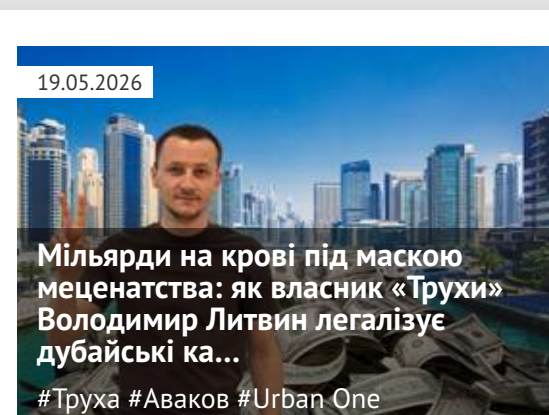 19.05.2026
Мільярди на крові під маскою
меценатства: як власник «Трухи»
Володимир Литвин легалізує
дубайські ка...
#Труха #Аваков #Urban One